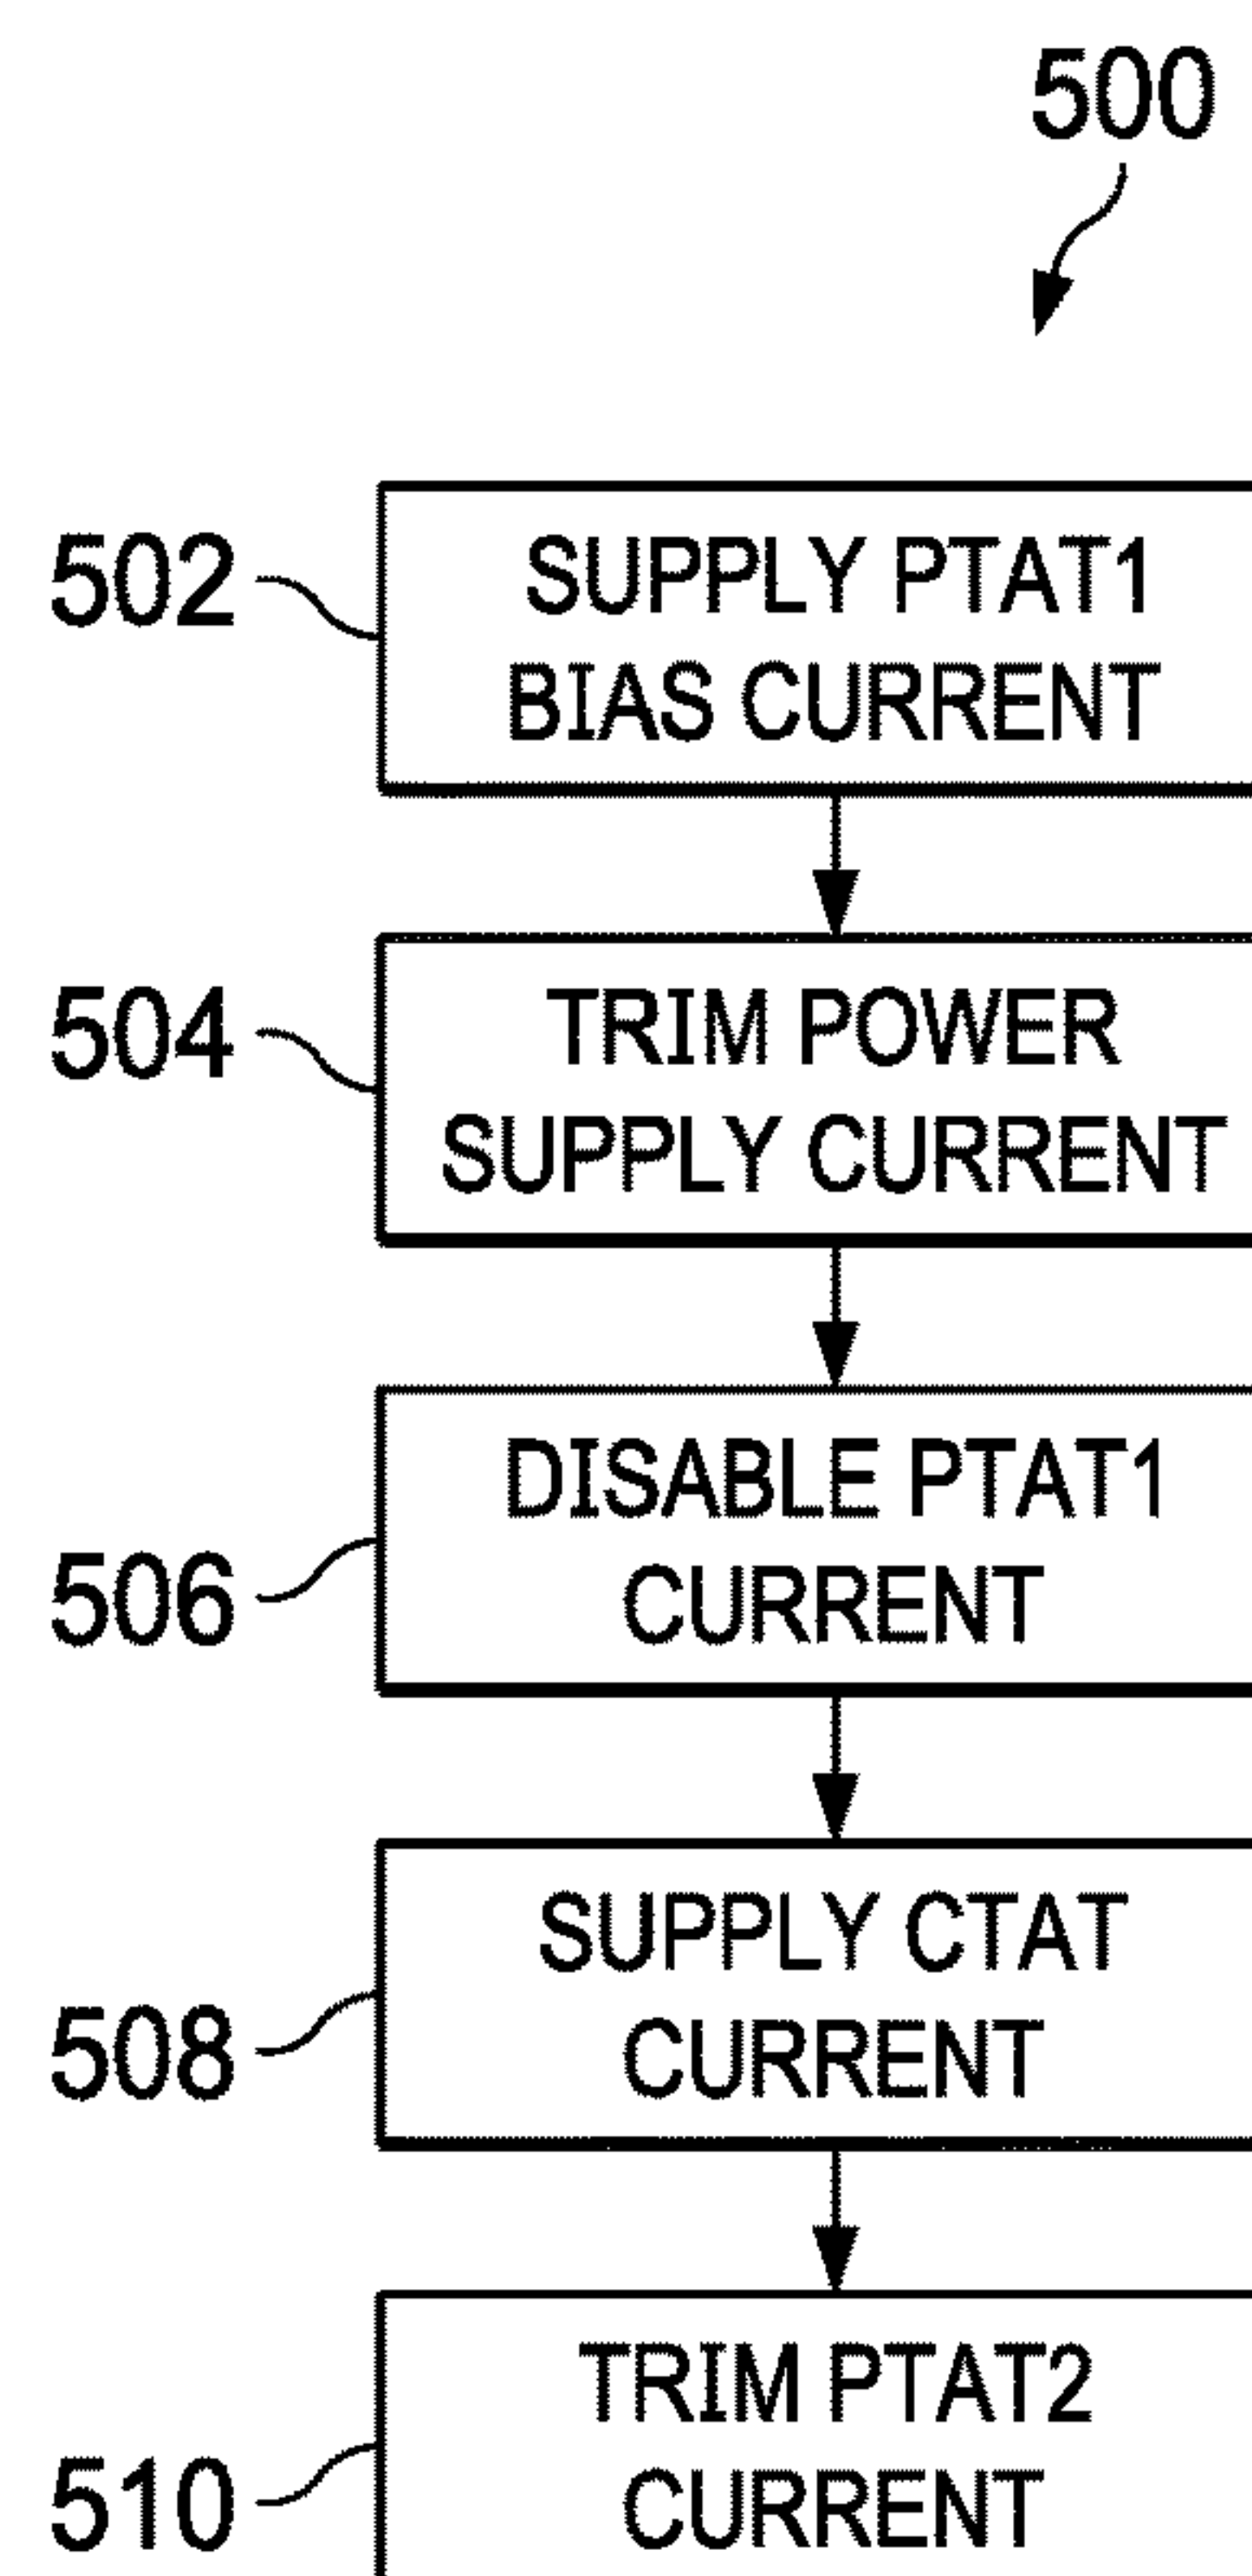 500
502
SUPPLY PTAT1
BIAS CURRENT
504
TRIM POWER
SUPPLY CURRENT
506
DISABLE PTAT1
CURRENT
508
SUPPLY CTAT
CURRENT
510
TRIM PTAT2
CURRENT